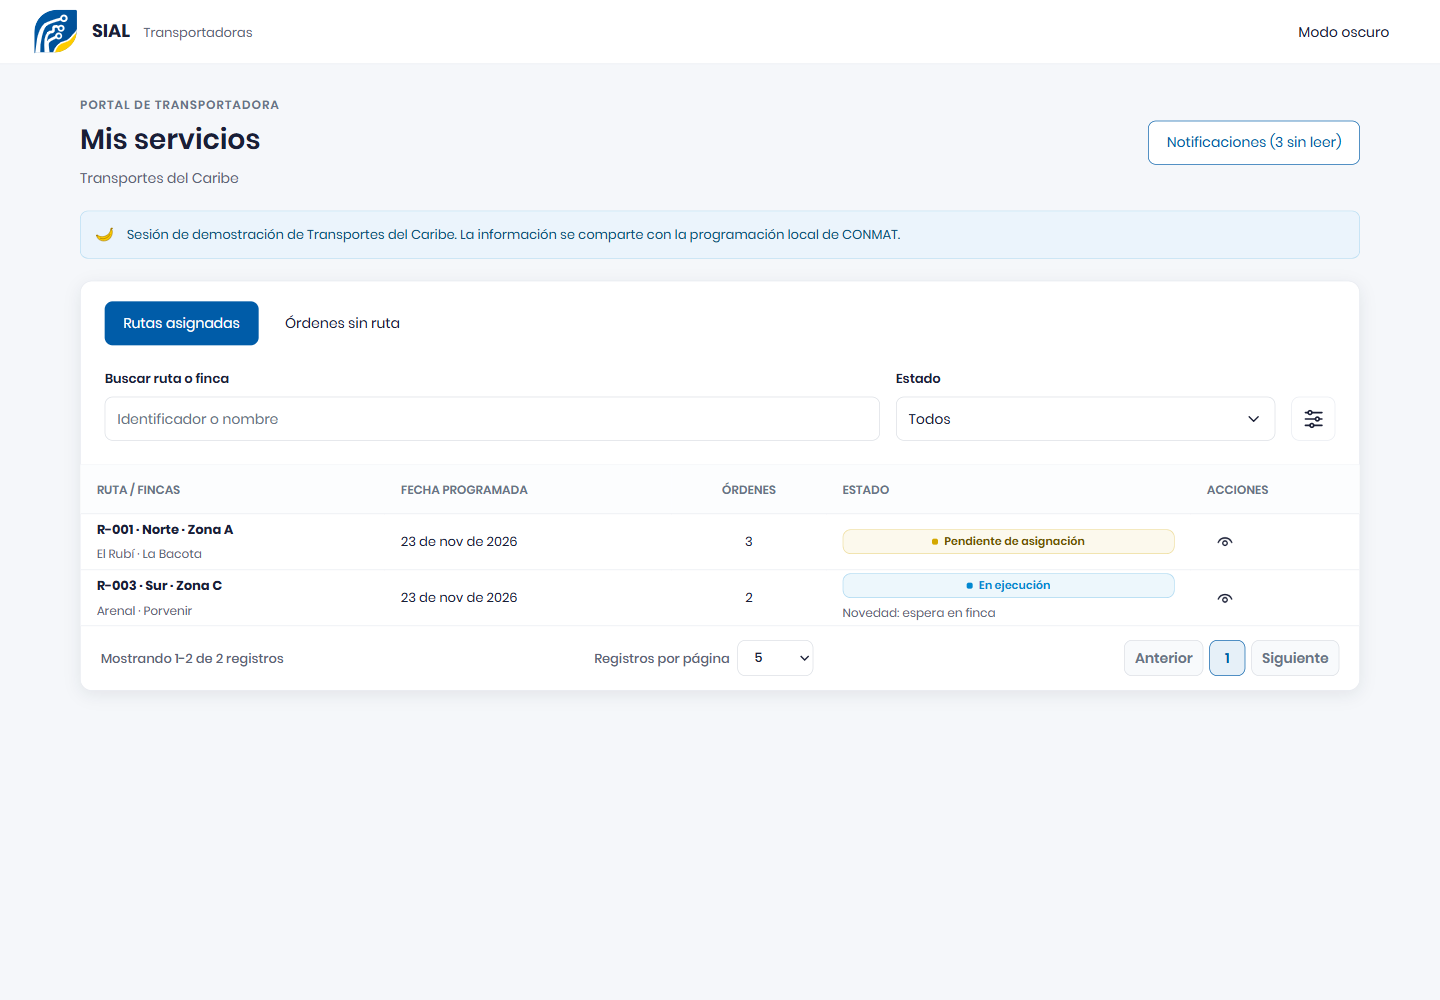 SIAL Transportadoras
Modo oscuro
PORTAL DE TRANSPORTADORA
Mis servicios
Notificaciones (3 sin leer)
Transportes del Caribe
Sesión de demostración de Transportes del Caribe. La información se comparte con la programación local de CONMAT.
Rutas asignadas
Órdenes sin ruta
Buscar ruta o finca
Estado
Identificador o nombre
Todos
RUTA / FINCAS FECHA PROGRAMADA ÓRDENES ESTADO ACCIONES
R-001 · Norte · Zona A
El Rubí · La Bacota
23 de nov de 2026
3
Pendiente de asignación
R-003 · Sur · Zona C
Arenal · Porvenir
23 de nov de 2026
2
En ejecución
Novedad: espera en finca
Mostrando 1-2 de 2 registros
Registros por página 5
Anterior 1 Siguiente